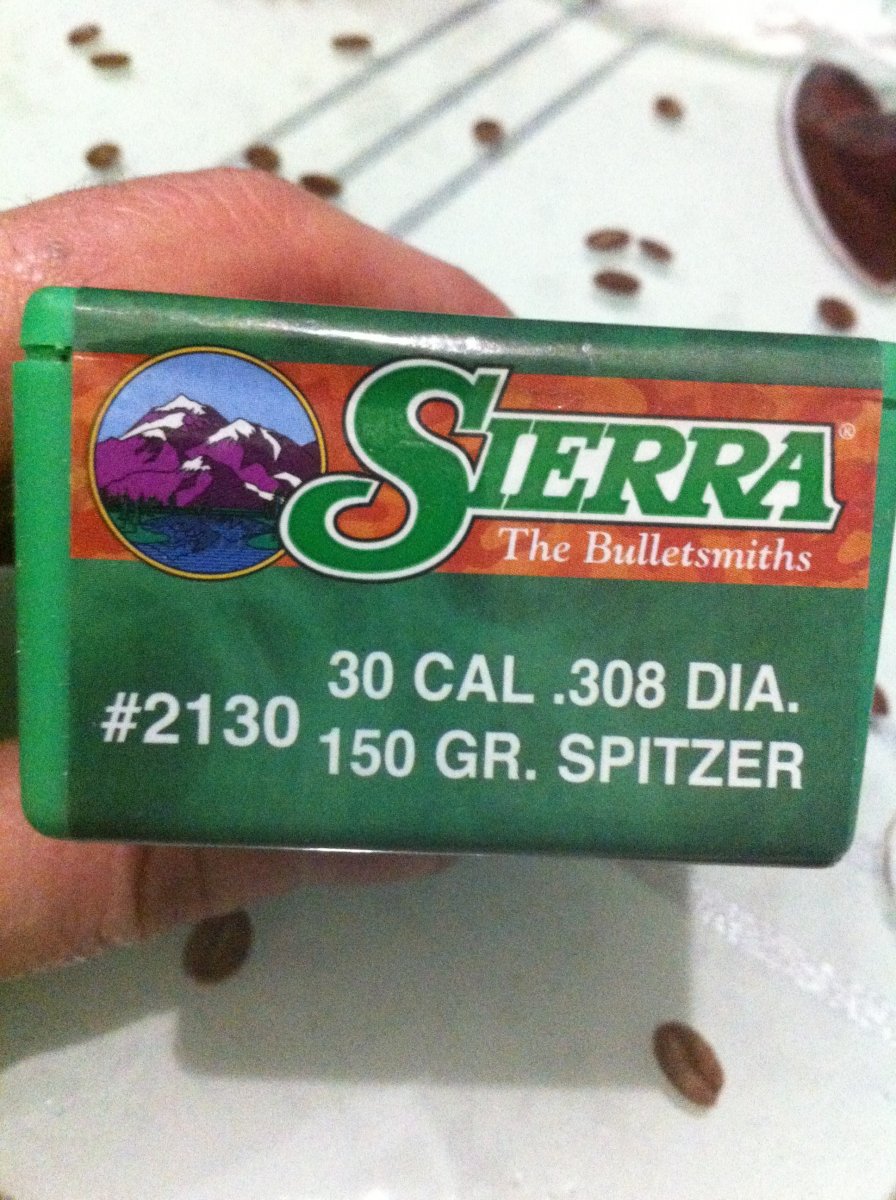 SIERRA®
The Bulletsmiths
#2130
30 CAL .308 DIA.
150 GR. SPITZER